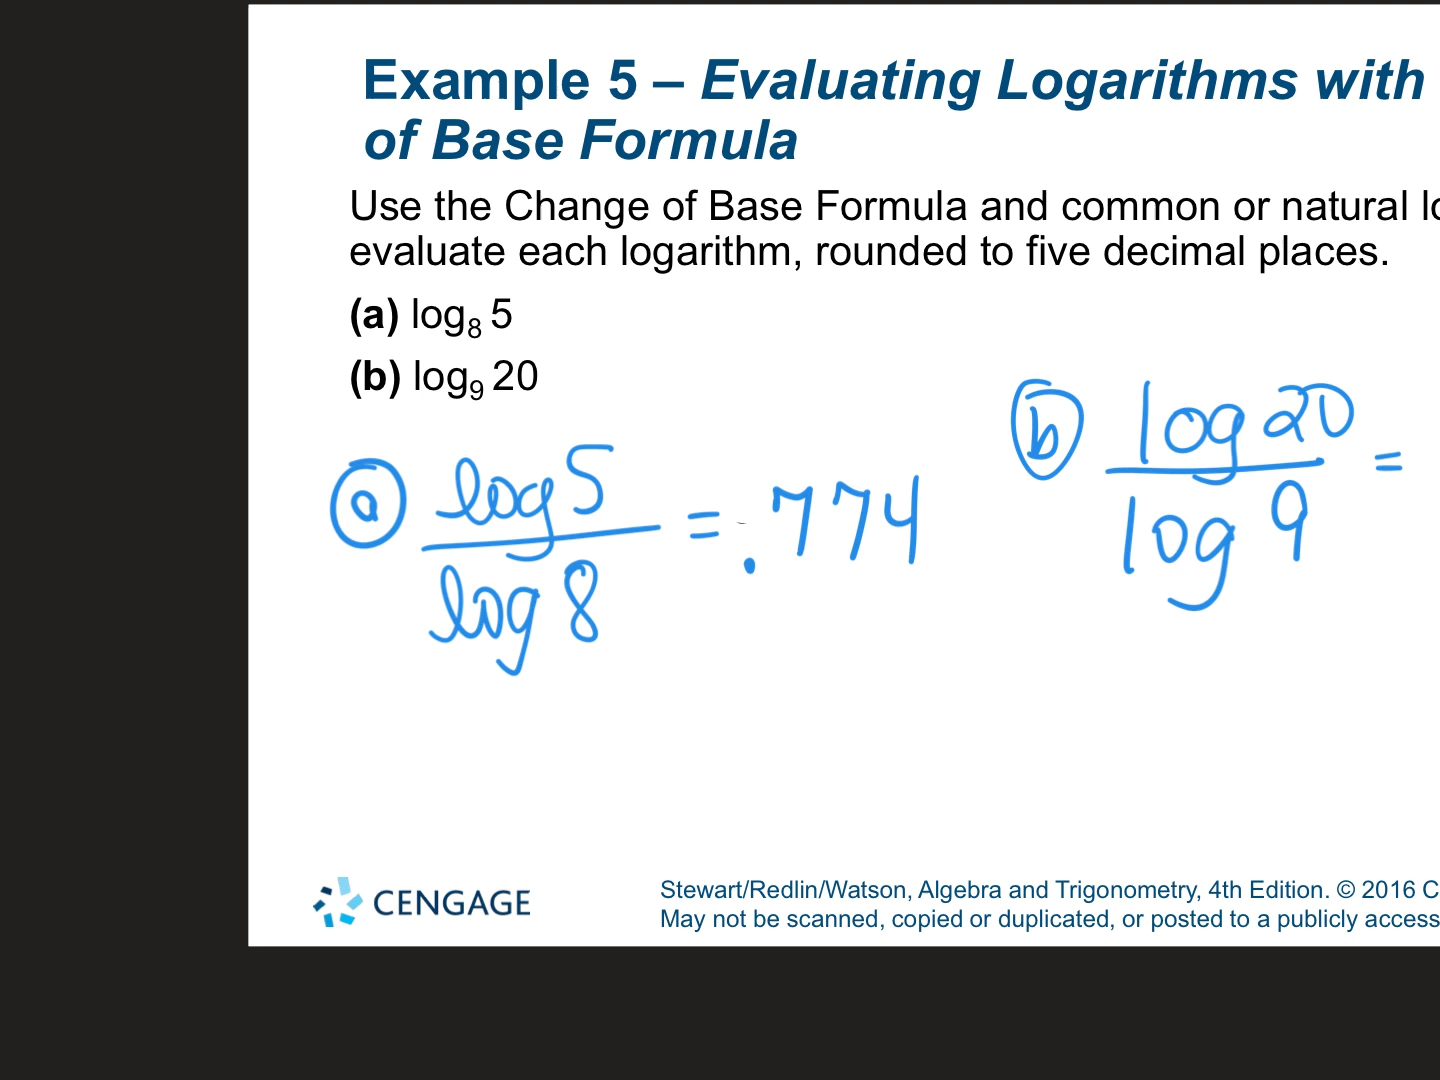 Example 5 – Evaluating Logarithms with
of Base Formula
Use the Change of Base Formula and common or natural lo
evaluate each logarithm, rounded to five decimal places.
(a) log₈ 5
(b) log₉ 20
ⓐ log 5 / log 8 = .774
ⓑ log 20 / log 9 =
CENGAGE
Stewart/Redlin/Watson, Algebra and Trigonometry, 4th Edition. © 2016 C
May not be scanned, copied or duplicated, or posted to a publicly access